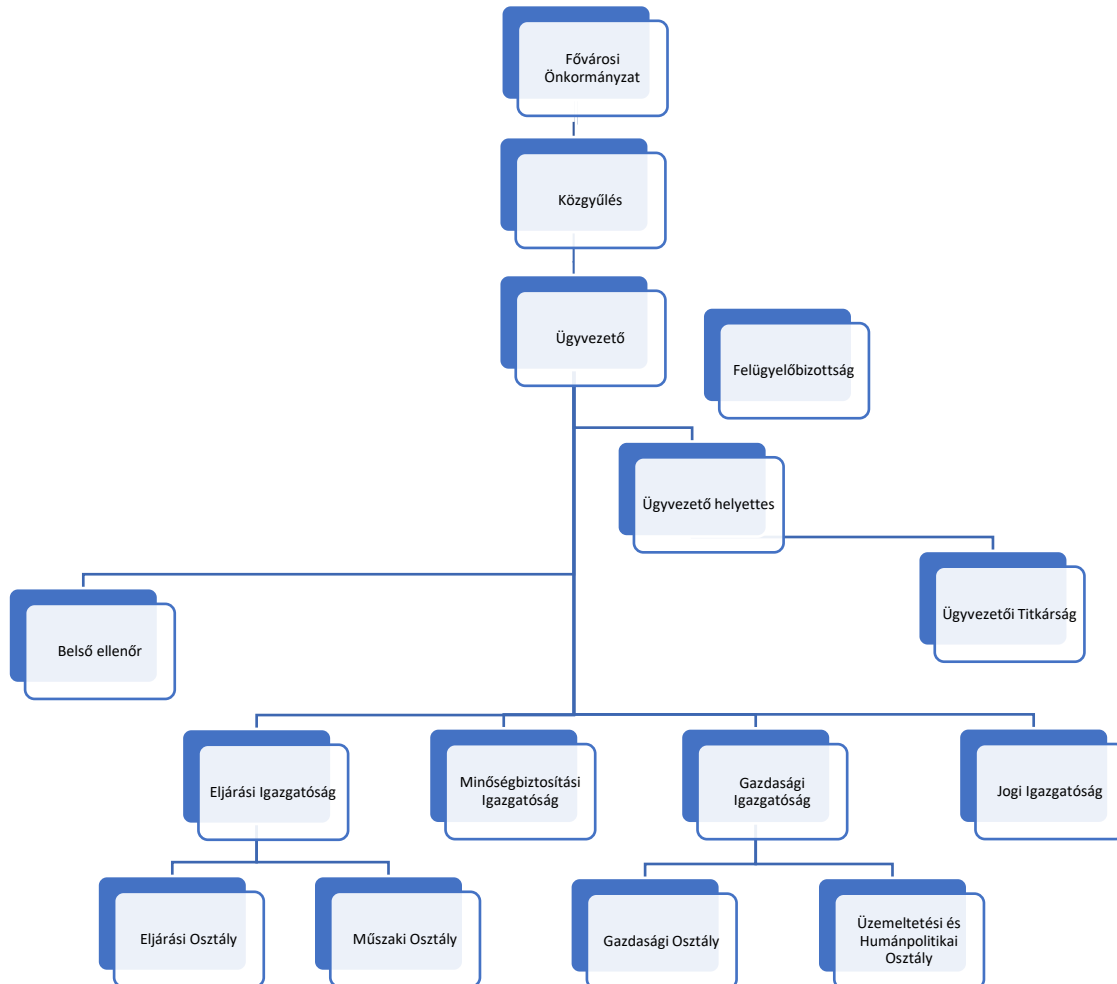 Fővárosi
Önkormányzat
Közgyűlés
Ügyvezető
Felügyelőbizottság
Ügyvezető helyettes
Ügyvezetői Titkárság
Belső ellenőr
Eljárási Igazgatóság
Minőségbiztosítási
Igazgatóság
Gazdasági
Igazgatóság
Jogi Igazgatóság
Eljárási Osztály
Műszaki Osztály
Gazdasági Osztály
Üzemeltetési és
Humánpolitikai
Osztály